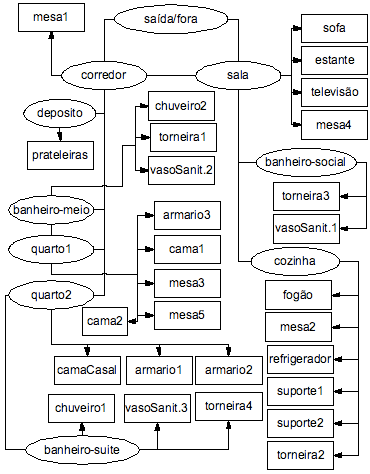 saída/fora
mesa1
corredor
sala
sofa
estante
televisão
mesa4
deposito
prateleiras
chuveiro2
torneira1
vasoSanit.2
banheiro-social
torneira3
vasoSanit.1
banheiro-meio
quarto1
armario3
cama1
mesa3
mesa5
cama2
quarto2
cozinha
fogão
mesa2
refrigerador
suporte1
suporte2
torneira2
camaCasal
armario1
armario2
chuveiro1
vasoSanit.3
torneira4
banheiro-suite